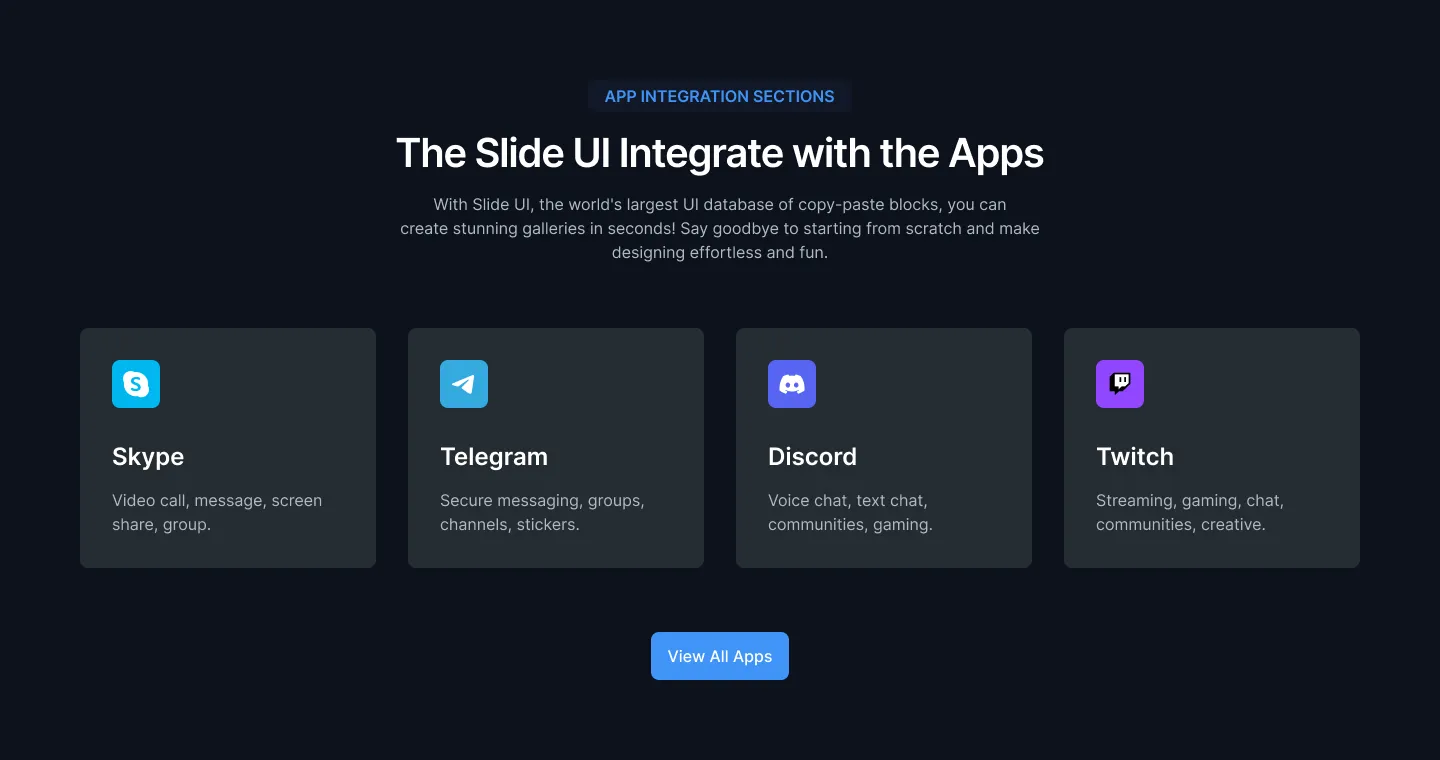 APP INTEGRATION SECTIONS
The Slide UI Integrate with the Apps
With Slide UI, the world's largest UI database of copy-paste blocks, you can
create stunning galleries in seconds! Say goodbye to starting from scratch and make
designing effortless and fun.
S
Skype
Video call, message, screen
share, group.
Telegram
Secure messaging, groups,
channels, stickers.
Discord
Voice chat, text chat,
communities, gaming.
Twitch
Streaming, gaming, chat,
communities, creative.
View All Apps